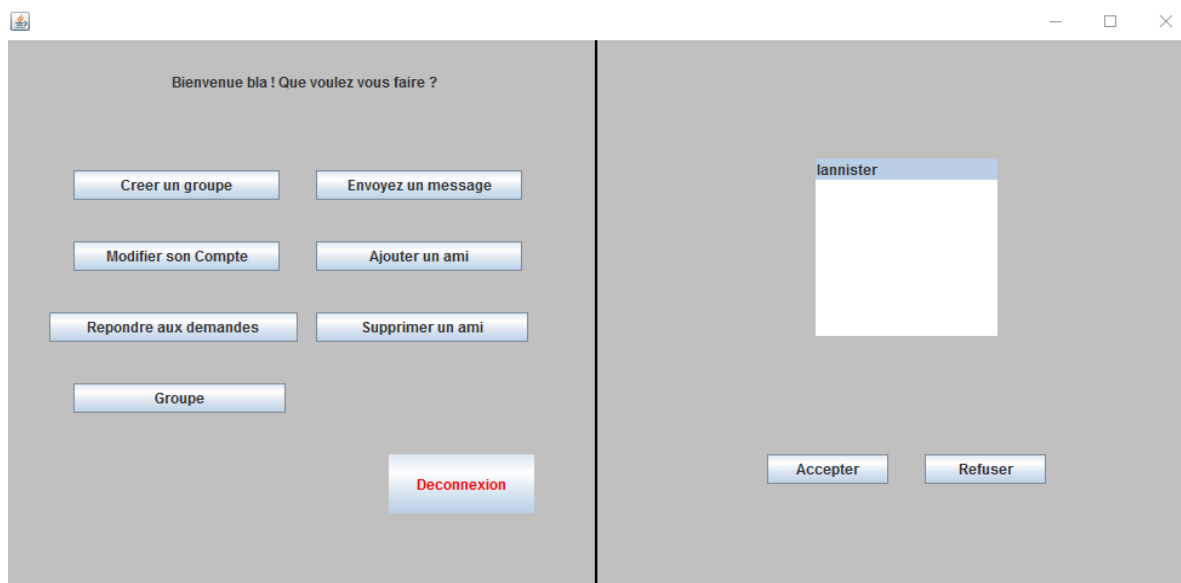 Bienvenue bla ! Que voulez vous faire ?
Creer un groupe
Envoyez un message
Modifier son Compte
Ajouter un ami
Repondre aux demandes
Supprimer un ami
Groupe
Deconnexion
lannister
Accepter
Refuser